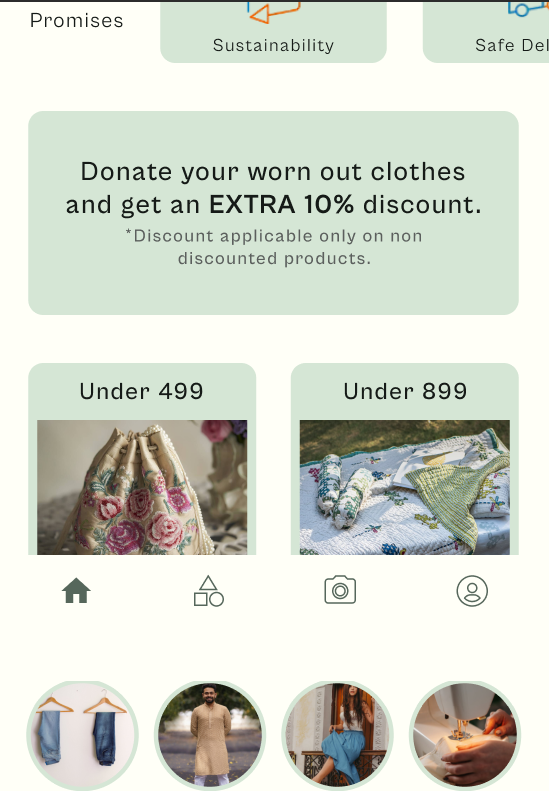 Promises
Sustainability
Safe Del
Donate your worn out clothes
and get an EXTRA 10% discount.
*Discount applicable only on non
discounted products.
Under 499
Under 899